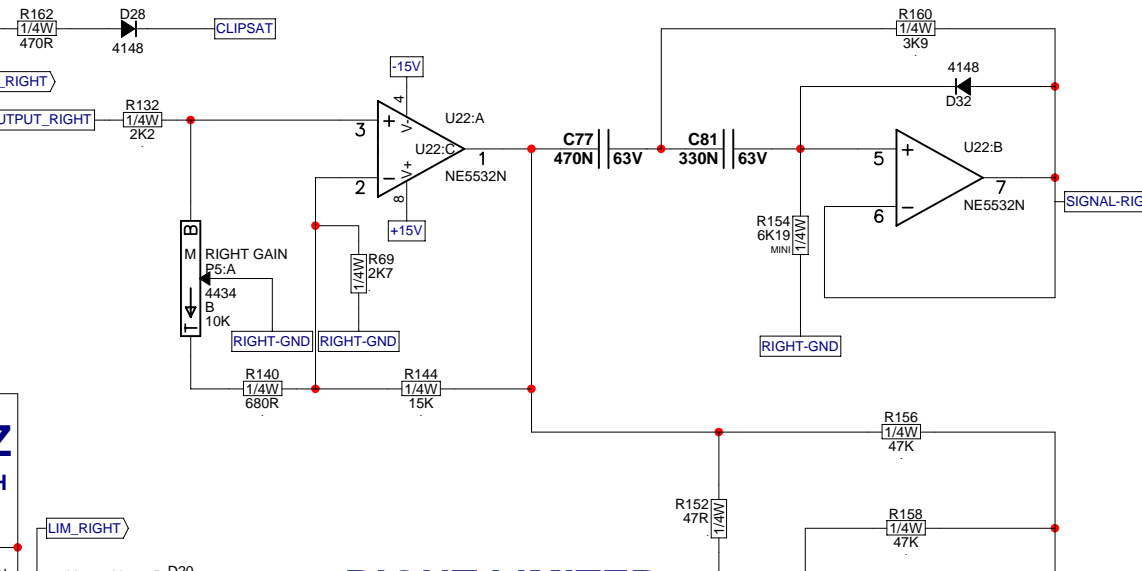 R162
1/4W
470R
D28
4148
CLIPSAT
_RIGHT
UTPUT_RIGHT
R132
1/4W
2K2
-15V
4
V-
3
+
U22:A
U22:C
1
NE5532N
2
V+
8
+15V
B
M
T
RIGHT GAIN
P5:A
4434
B
10K
R69
2K7
1/4W
RIGHT-GND
RIGHT-GND
R140
1/4W
680R
R144
1/4W
15K
C77
470N
63V
C81
330N
63V
R160
1/4W
3K9
4148
D32
5
+
U22:B
7
NE5532N
6
SIGNAL-RIG
R154
6K19
MINI
1/4W
RIGHT-GND
R156
1/4W
47K
R152
47R
1/4W
R158
1/4W
47K
Z
H
LIM_RIGHT
D20
RIGHT LIMITER